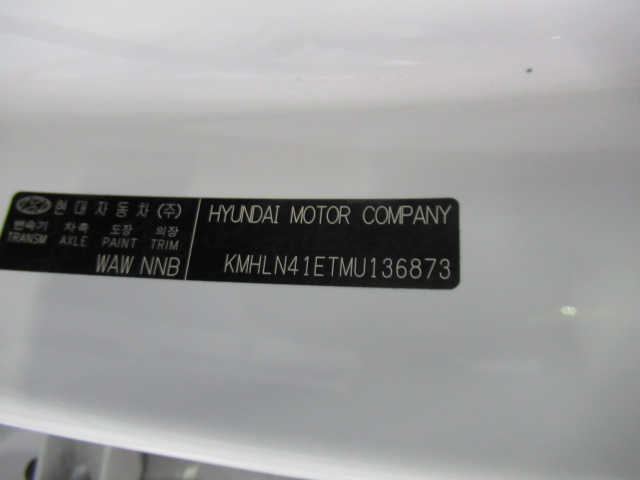 현대자동차(주)
변속기 차축 도장 의장
TRANSM AXLE PAINT TRIM
WAW NNB
HYUNDAI MOTOR COMPANY
KMHLN41ETMU136873